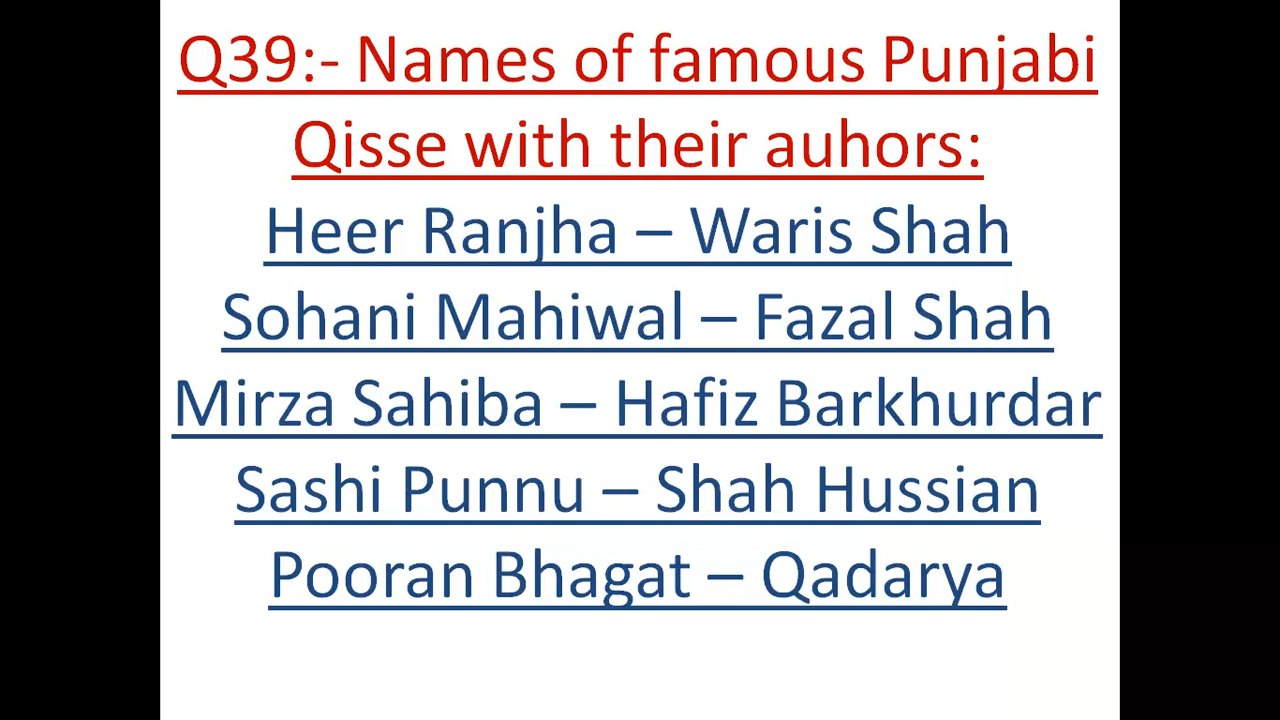 Q39:- Names of famous Punjabi
Qisse with their auhors:
Heer Ranjha – Waris Shah
Sohani Mahiwal – Fazal Shah
Mirza Sahiba – Hafiz Barkhurdar
Sashi Punnu – Shah Hussian
Pooran Bhagat – Qadarya